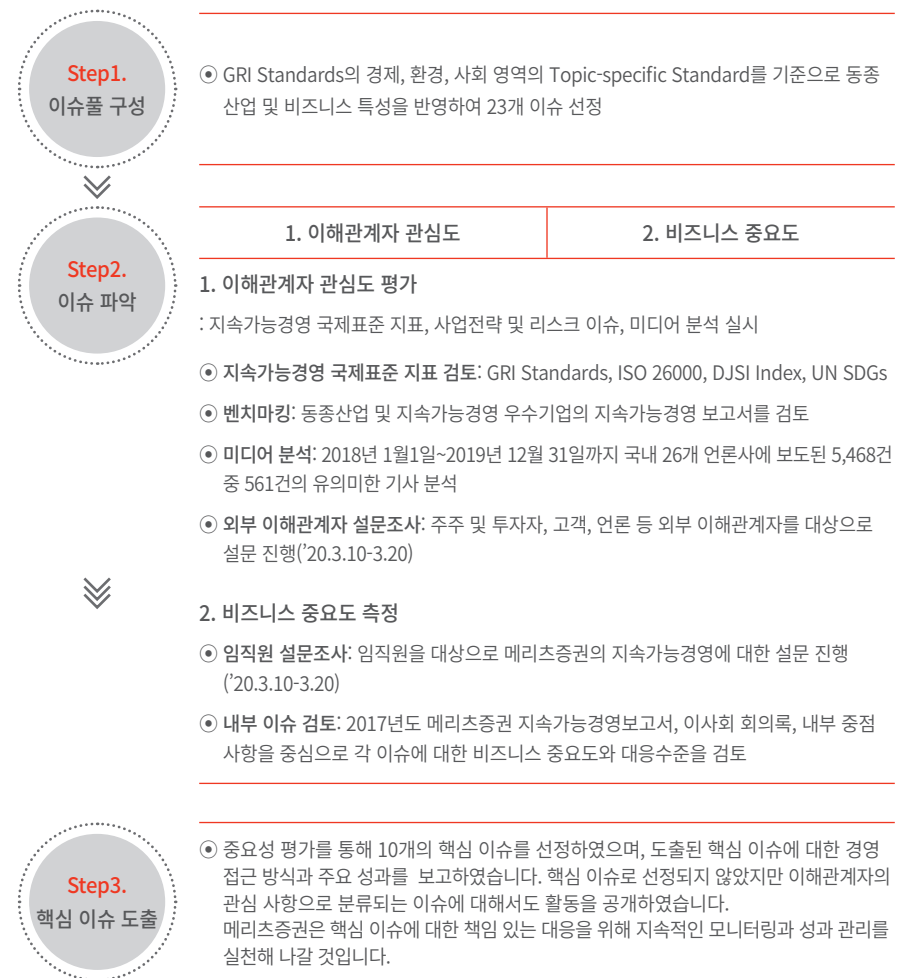 Step1.
이슈풀 구성
⦿ GRI Standards의 경제, 환경, 사회 영역의 Topic-specific Standard를 기준으로 동종
산업 및 비즈니스 특성을 반영하여 23개 이슈 선정
Step2.
이슈 파악
1. 이해관계자 관심도
2. 비즈니스 중요도
1. 이해관계자 관심도 평가
: 지속가능경영 국제표준 지표, 사업전략 및 리스크 이슈, 미디어 분석 실시
⦿ 지속가능경영 국제표준 지표 검토: GRI Standards, ISO 26000, DJSI Index, UN SDGs
⦿ 벤치마킹: 동종산업 및 지속가능경영 우수기업의 지속가능경영 보고서를 검토
⦿ 미디어 분석: 2018년 1월1일~2019년 12월 31일까지 국내 26개 언론사에 보도된 5,468건
중 561건의 유의미한 기사 분석
⦿ 외부 이해관계자 설문조사: 주주 및 투자자, 고객, 언론 등 외부 이해관계자를 대상으로
설문 진행(’20.3.10-3.20)
2. 비즈니스 중요도 측정
⦿ 임직원 설문조사: 임직원을 대상으로 메리츠증권의 지속가능경영에 대한 설문 진행
(’20.3.10-3.20)
⦿ 내부 이슈 검토: 2017년도 메리츠증권 지속가능경영보고서, 이사회 회의록, 내부 중점
사항을 중심으로 각 이슈에 대한 비즈니스 중요도와 대응수준을 검토
Step3.
핵심 이슈 도출
⦿ 중요성 평가를 통해 10개의 핵심 이슈를 선정하였으며, 도출된 핵심 이슈에 대한 경영
접근 방식과 주요 성과를 보고하였습니다. 핵심 이슈로 선정되지 않았지만 이해관계자의
관심 사항으로 분류되는 이슈에 대해서도 활동을 공개하였습니다.
메리츠증권은 핵심 이슈에 대한 책임 있는 대응을 위해 지속적인 모니터링과 성과 관리를
실천해 나갈 것입니다.